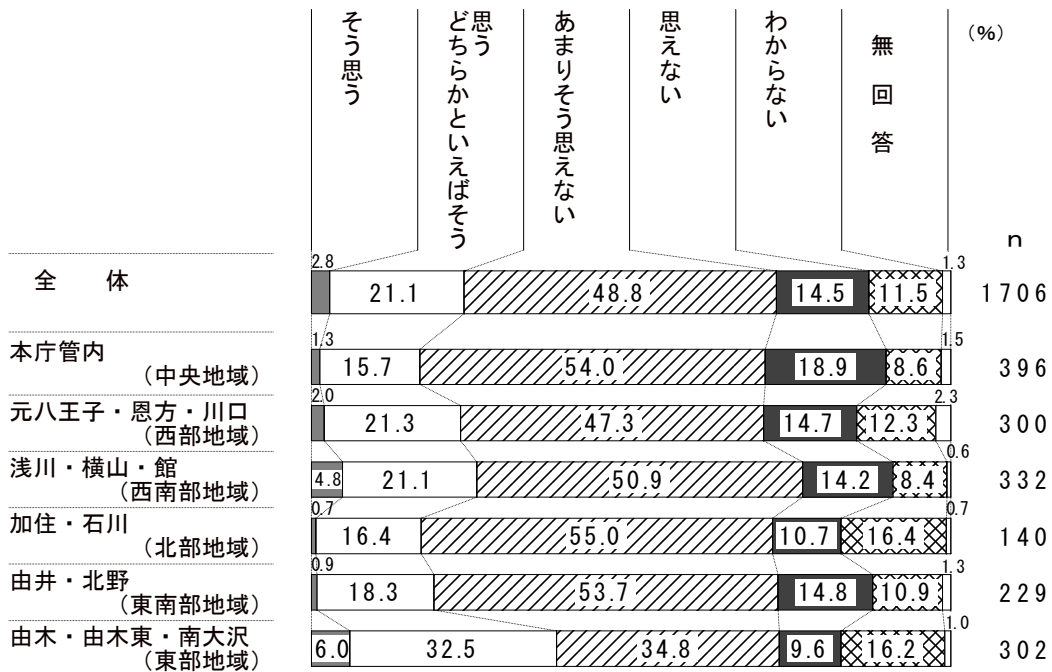 そう思う
どちらかといえばそう
思う
あまりそう思えない
思えない
わからない
無回答
(%)
n
全 体
2.8 21.1 48.8 14.5 11.5 1.3 1706
本庁管内
(中央地域)
1.3 15.7 54.0 18.9 8.6 1.5 396
元八王子・恩方・川口
(西部地域)
2.0 21.3 47.3 14.7 12.3 2.3 300
浅川・横山・館
(西南部地域)
4.8 21.1 50.9 14.2 8.4 0.6 332
加住・石川
(北部地域)
0.7 16.4 55.0 10.7 16.4 0.7 140
由井・北野
(東南部地域)
0.9 18.3 53.7 14.8 10.9 1.3 229
由木・由木東・南大沢
(東部地域)
6.0 32.5 34.8 9.6 16.2 1.0 302